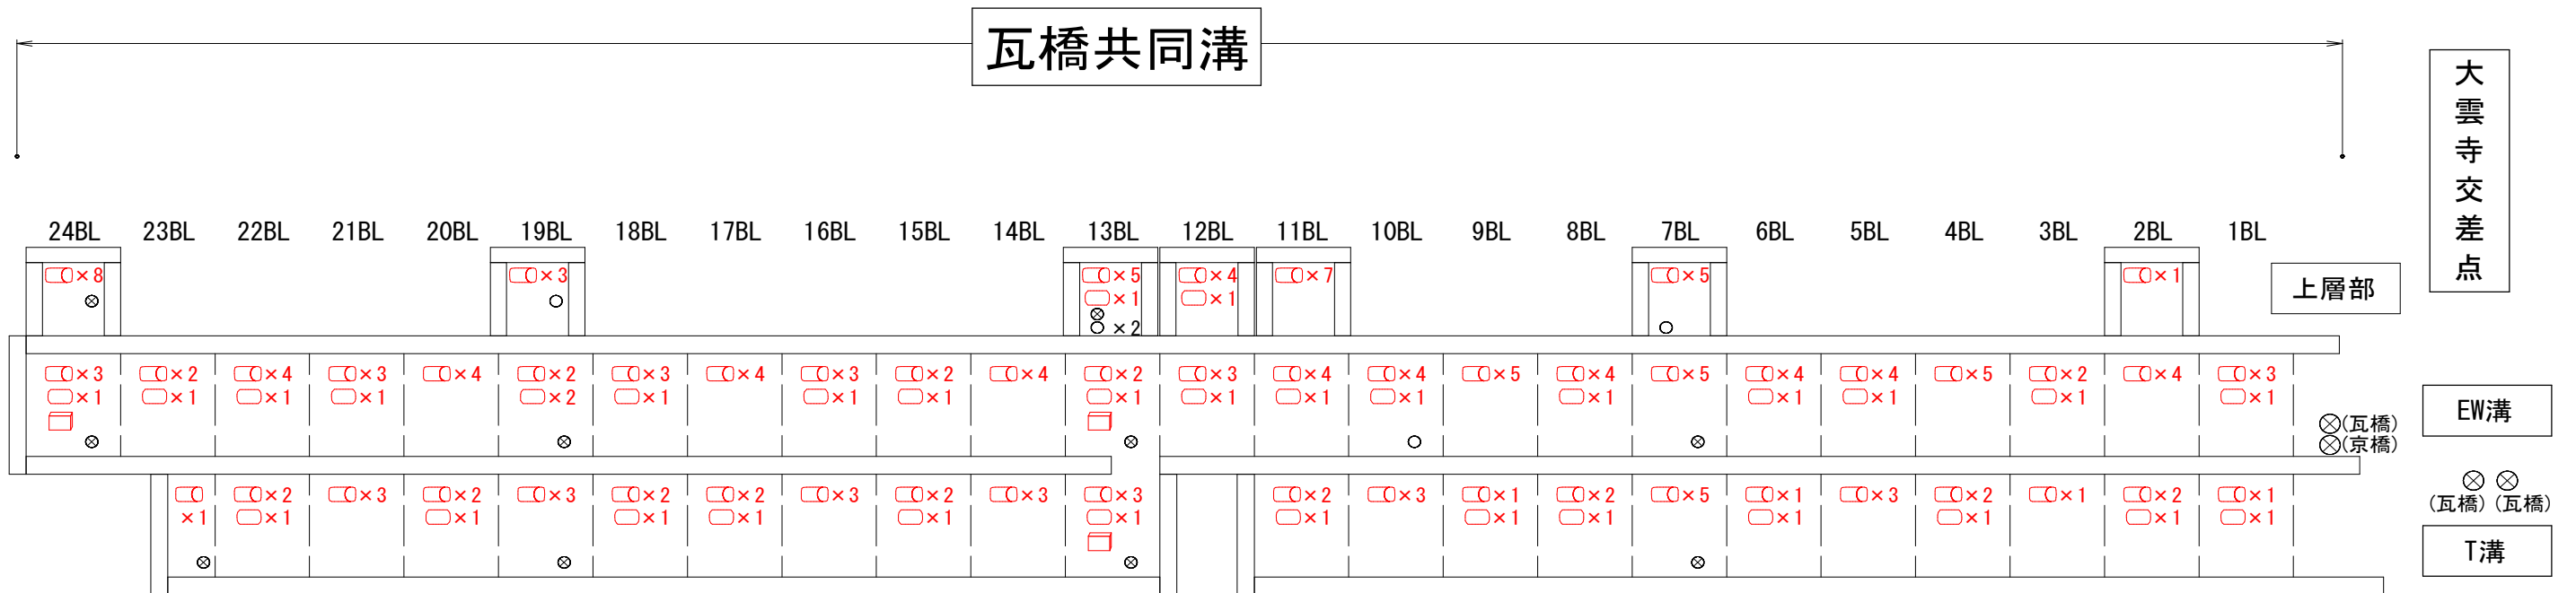 瓦橋共同溝
大雲寺交差点
24BL 23BL 22BL 21BL 20BL 19BL 18BL 17BL 16BL 15BL 14BL 13BL 12BL 11BL 10BL 9BL 8BL 7BL 6BL 5BL 4BL 3BL 2BL 1BL
×8 ×3 ×5 ×4 ×7 ×5 ×1
×1 ×1
×2
上層部
×3 ×2 ×4 ×3 ×4 ×2 ×3 ×4 ×3 ×2 ×4 ×2 ×3 ×4 ×4 ×5 ×4 ×5 ×4 ×4 ×5 ×2 ×4 ×3
×1 ×1 ×1 ×1 ×2 ×1 ×1 ×1 ×1 ×1 ×1 ×1 ×1 ×1 ×1 ×1 ×1
EW溝
(瓦橋)
(京橋)
×2 ×3 ×2 ×3 ×2 ×2 ×3 ×2 ×3 ×3 ×2 ×3 ×1 ×2 ×5 ×1 ×3 ×2 ×1 ×2 ×1
×1 ×1 ×1 ×1 ×1 ×1 ×1 ×1 ×1 ×1 ×1 ×1 ×1 ×1
(瓦橋) (瓦橋)
T溝